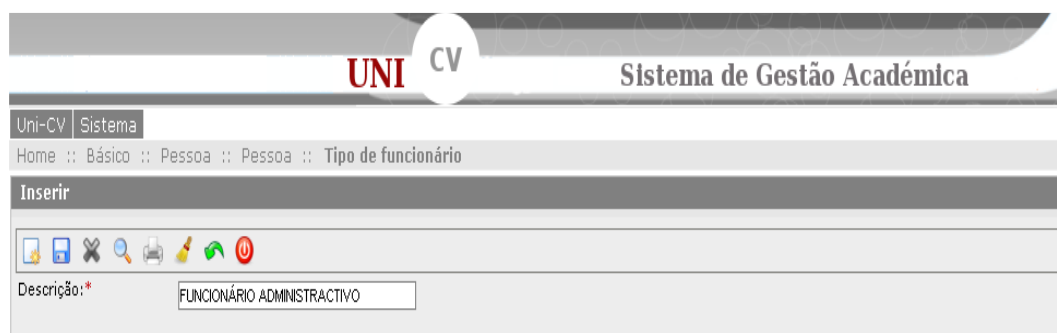 UNI CV Sistema de Gestão Académica
Uni-CV Sistema
Home :: Básico :: Pessoa :: Pessoa :: Tipo de funcionário
Inserir
Descrição:* FUNCIONÁRIO ADMINISTRACTIVO